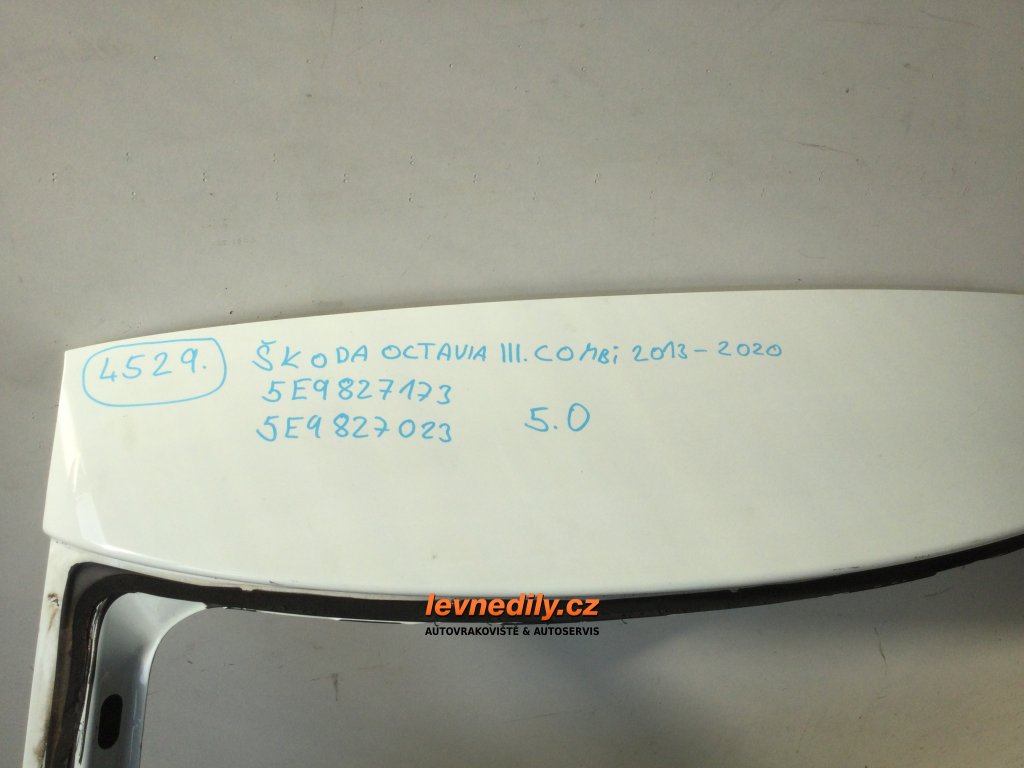 4529.
ŠKODA OCTAVIA III. COMBi 2013-2020
5E9827173
5E9827023 5.0
levnedily.cz
AUTOVRAKOVIŠTĚ & AUTOSERVIS